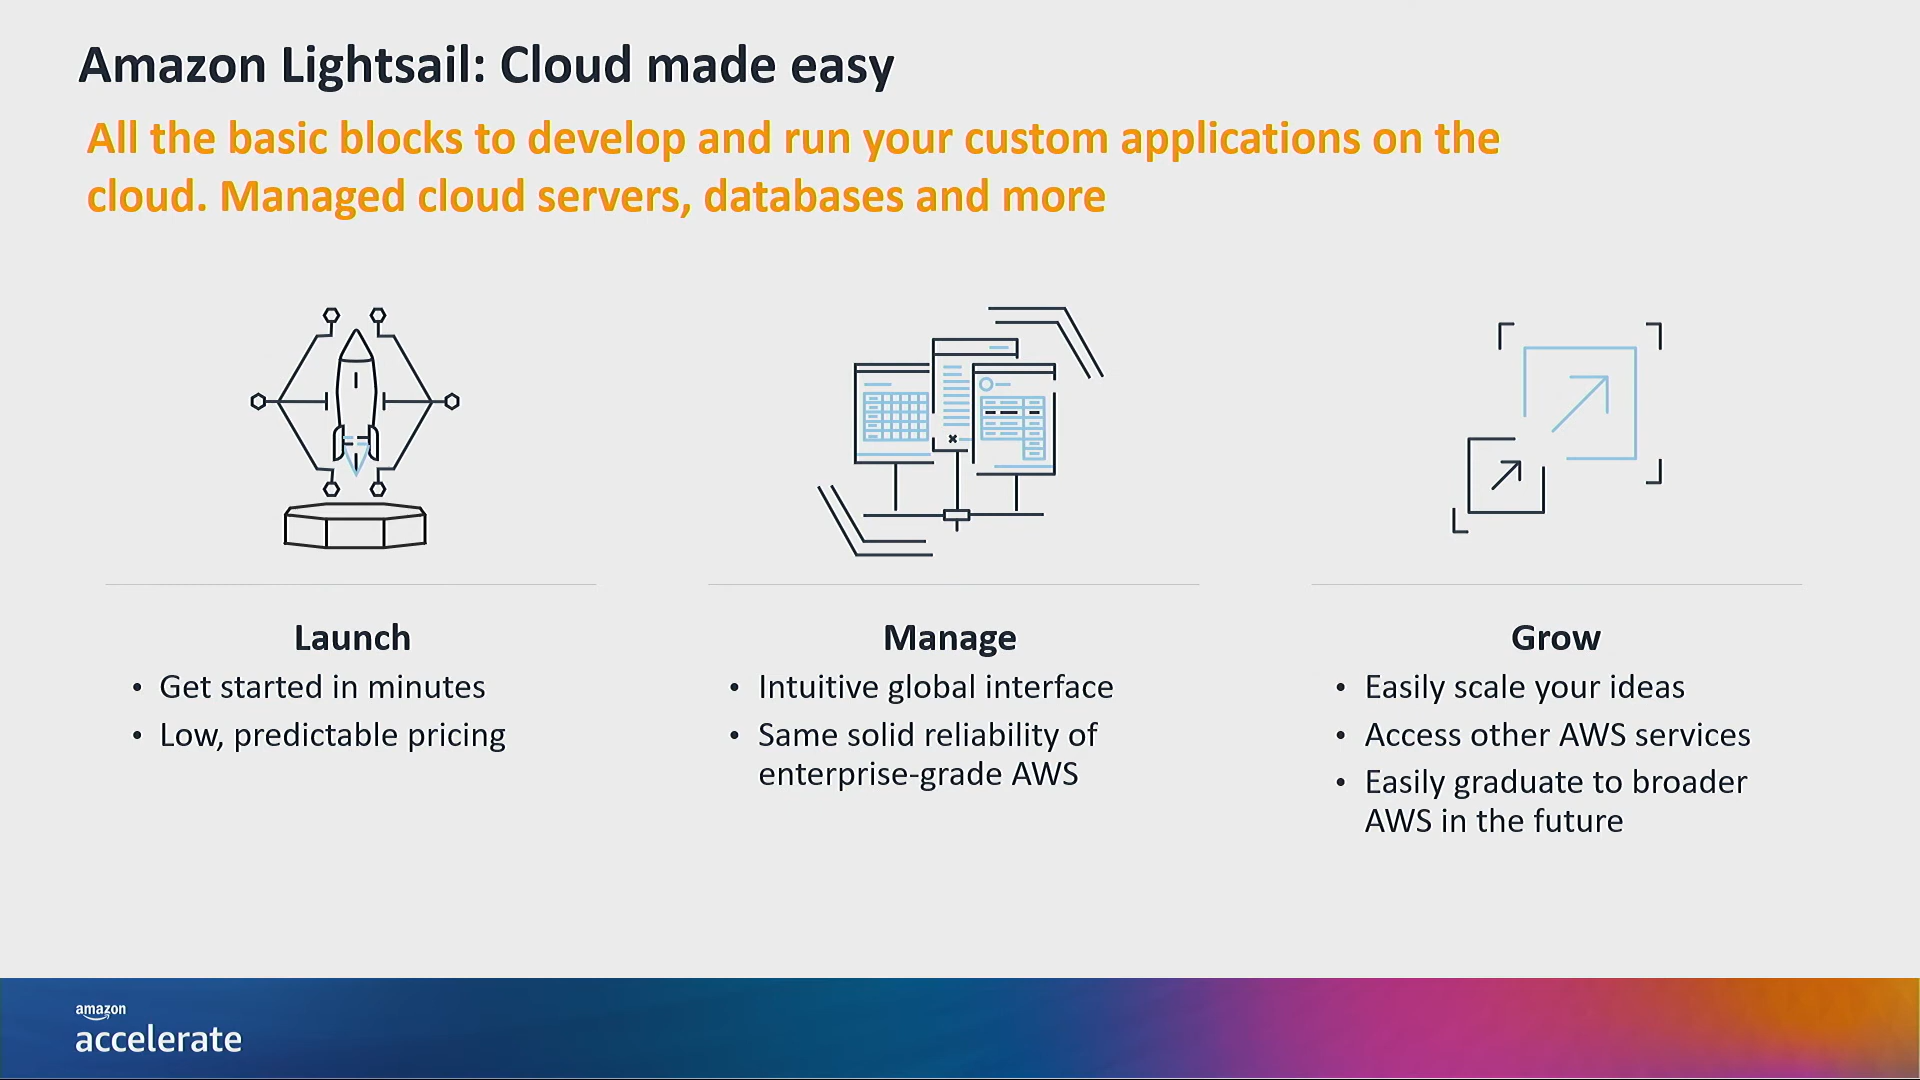 Amazon Lightsail: Cloud made easy
All the basic blocks to develop and run your custom applications on the
cloud. Managed cloud servers, databases and more
Launch
• Get started in minutes
• Low, predictable pricing
Manage
• Intuitive global interface
• Same solid reliability of
enterprise-grade AWS
Grow
• Easily scale your ideas
• Access other AWS services
• Easily graduate to broader
AWS in the future
amazon
accelerate